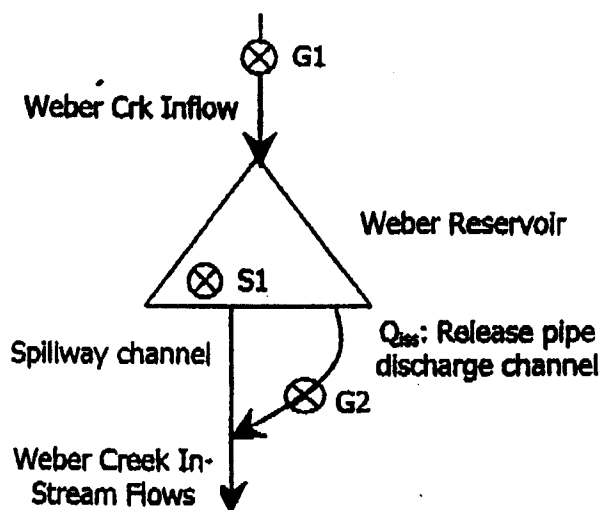 G1
Weber Crk Inflow
Weber Reservoir
S1
Spillway channel
Qiss: Release pipe
discharge channel
G2
Weber Creek In-
Stream Flows